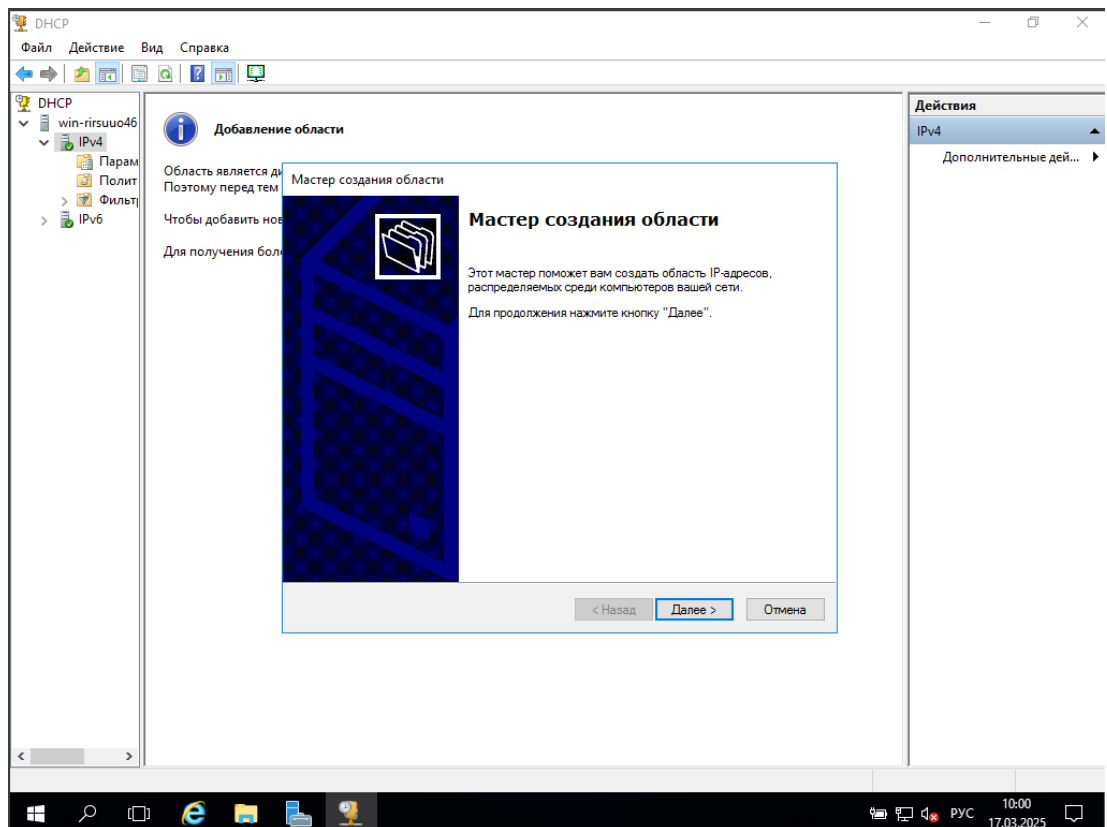 DHCP
Файл Действие Вид Справка
DHCP
win-rirsuuo46
IPv4
Парам
Полит
Фильт
IPv6
Добавление области
Область является ди
Поэтому перед тем
Чтобы добавить нов
Для получения бол
Мастер создания области
Мастер создания области
Этот мастер поможет вам создать область IP-адресов,
распределяемых среди компьютеров вашей сети.
Для продолжения нажмите кнопку "Далее".
< Назад
Далее >
Отмена
Действия
IPv4
Дополнительные дей...
РУС
10:00
17.03.2025